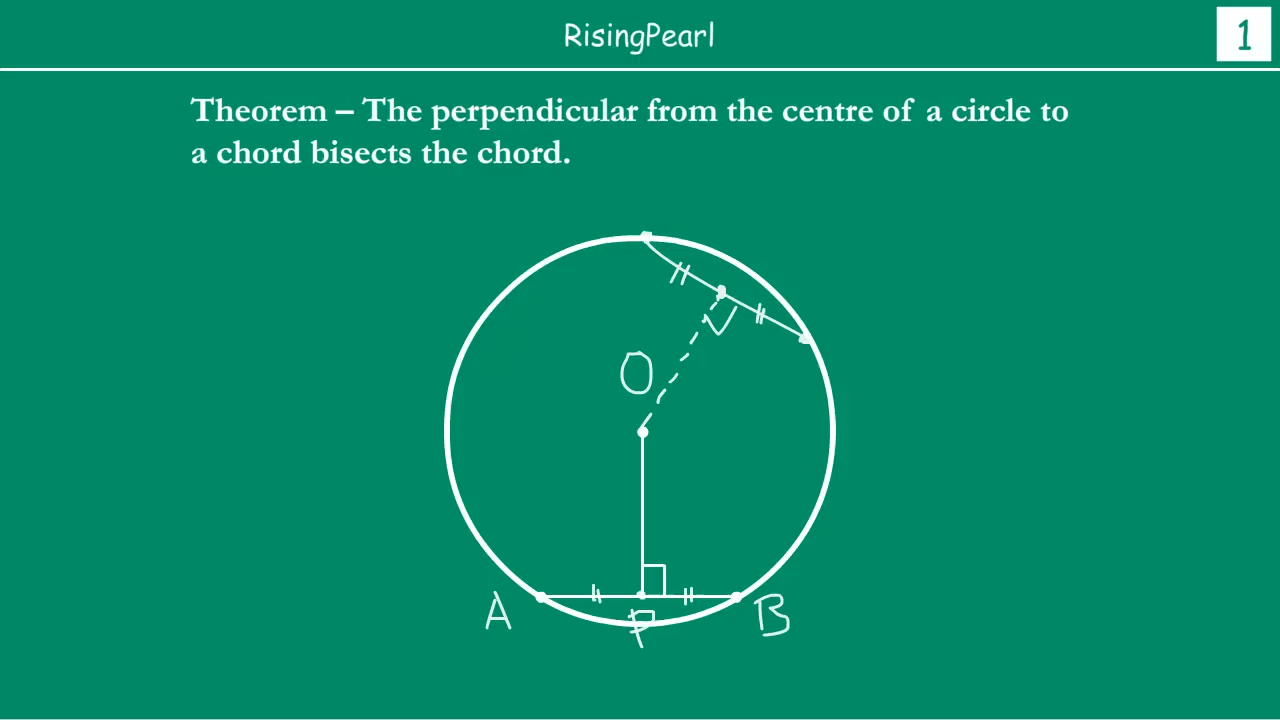 RisingPearl
1
Theorem – The perpendicular from the centre of a circle to
a chord bisects the chord.
O
A
P
B